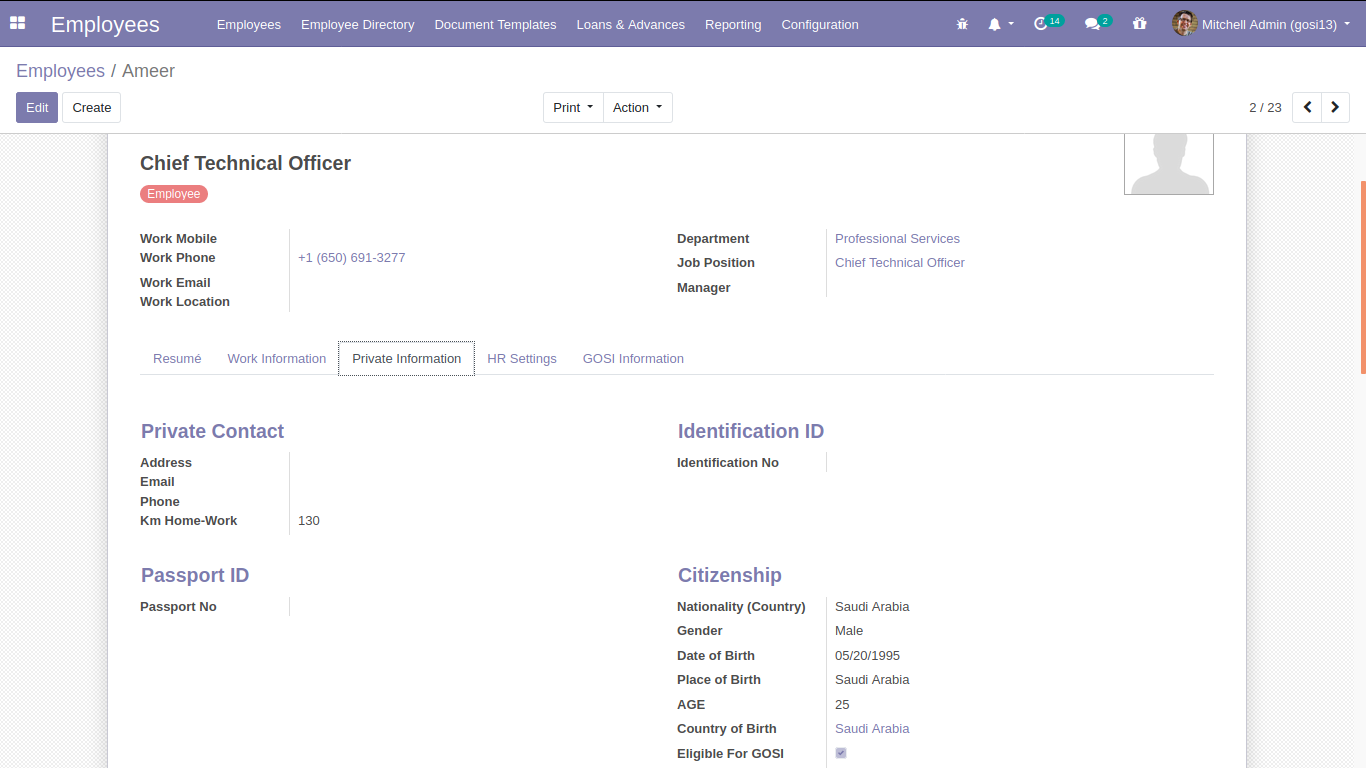 Employees Employees Employee Directory Document Templates Loans & Advances Reporting Configuration 14 2 Mitchell Admin (gosi13)
Employees / Ameer
Edit Create Print Action 2 / 23
Chief Technical Officer
Employee
Work Mobile
Work Phone +1 (650) 691-3277
Work Email
Work Location
Department Professional Services
Job Position Chief Technical Officer
Manager
Resumé Work Information Private Information HR Settings GOSI Information
Private Contact
Address
Email
Phone
Km Home-Work 130
Identification ID
Identification No
Passport ID
Passport No
Citizenship
Nationality (Country) Saudi Arabia
Gender Male
Date of Birth 05/20/1995
Place of Birth Saudi Arabia
AGE 25
Country of Birth Saudi Arabia
Eligible For GOSI